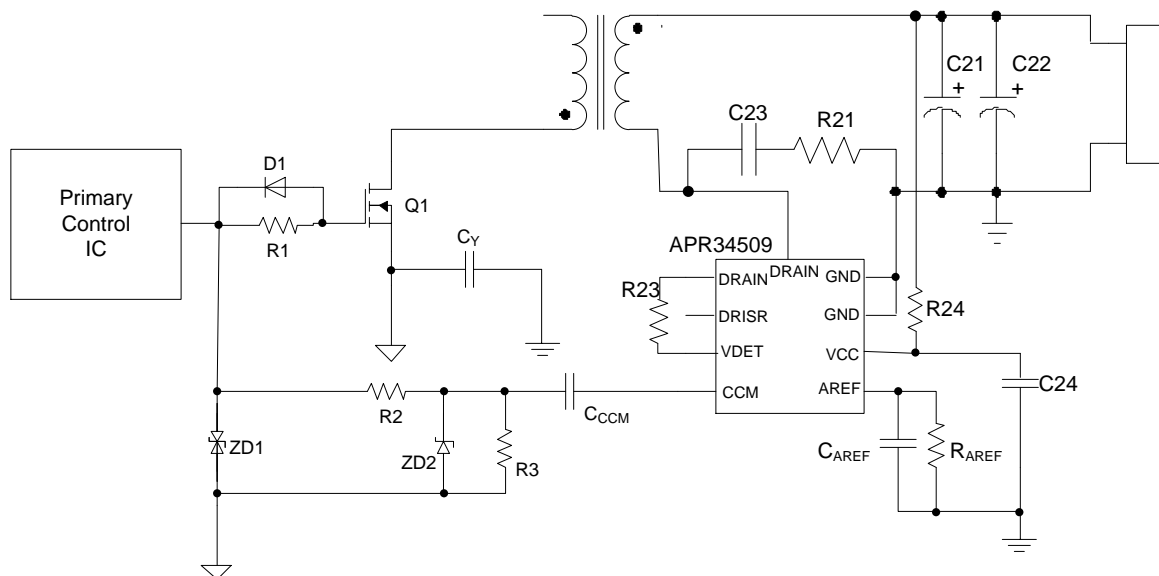 C21
+
C22
+
C23
R21
D1
Primary
Control
IC
R1
Q1
CY
APR34509
DRAIN
DRAIN
GND
R23
DRISR
GND
R24
VDET
VCC
CCM
AREF
C24
R2
CCCM
ZD1
ZD2
R3
CAREF
RAREF